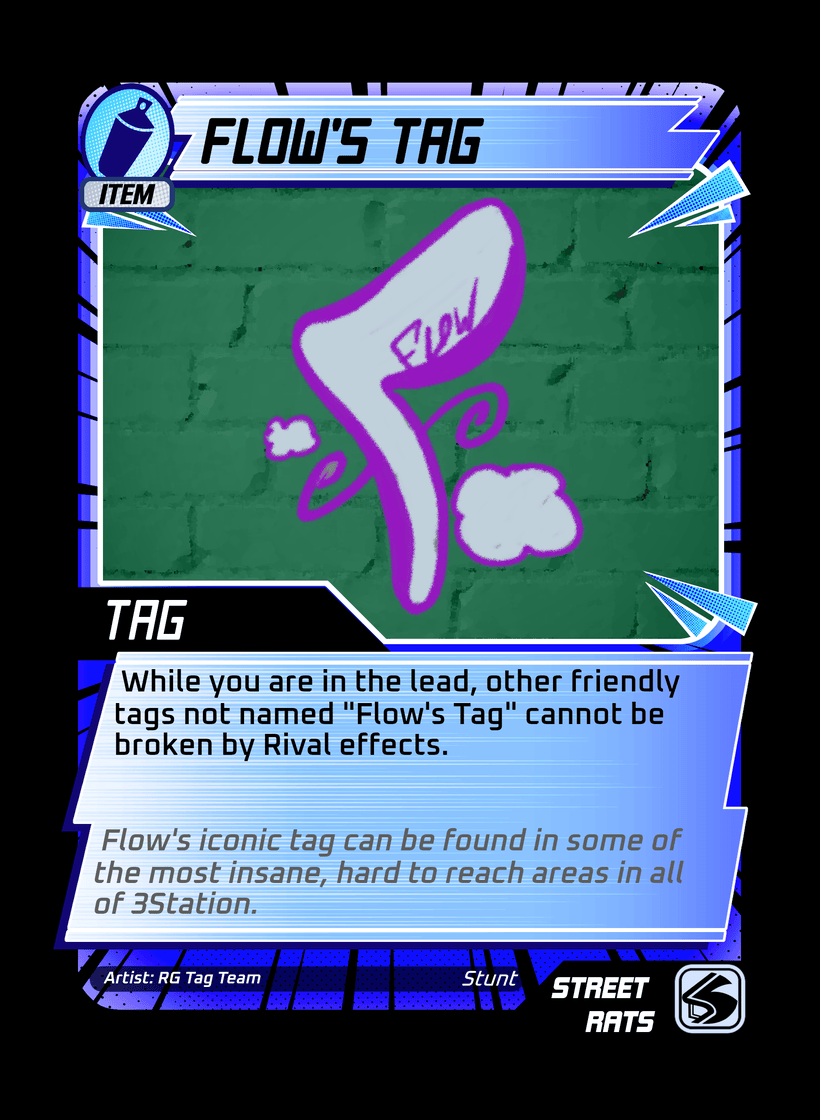 FLOW'S TAG
ITEM
FLOW
TAG
While you are in the lead, other friendly
tags not named "Flow's Tag" cannot be
broken by Rival effects.
Flow's iconic tag can be found in some of
the most insane, hard to reach areas in all
of 3Station.
Artist: RG Tag Team
Stunt
STREET
RATS